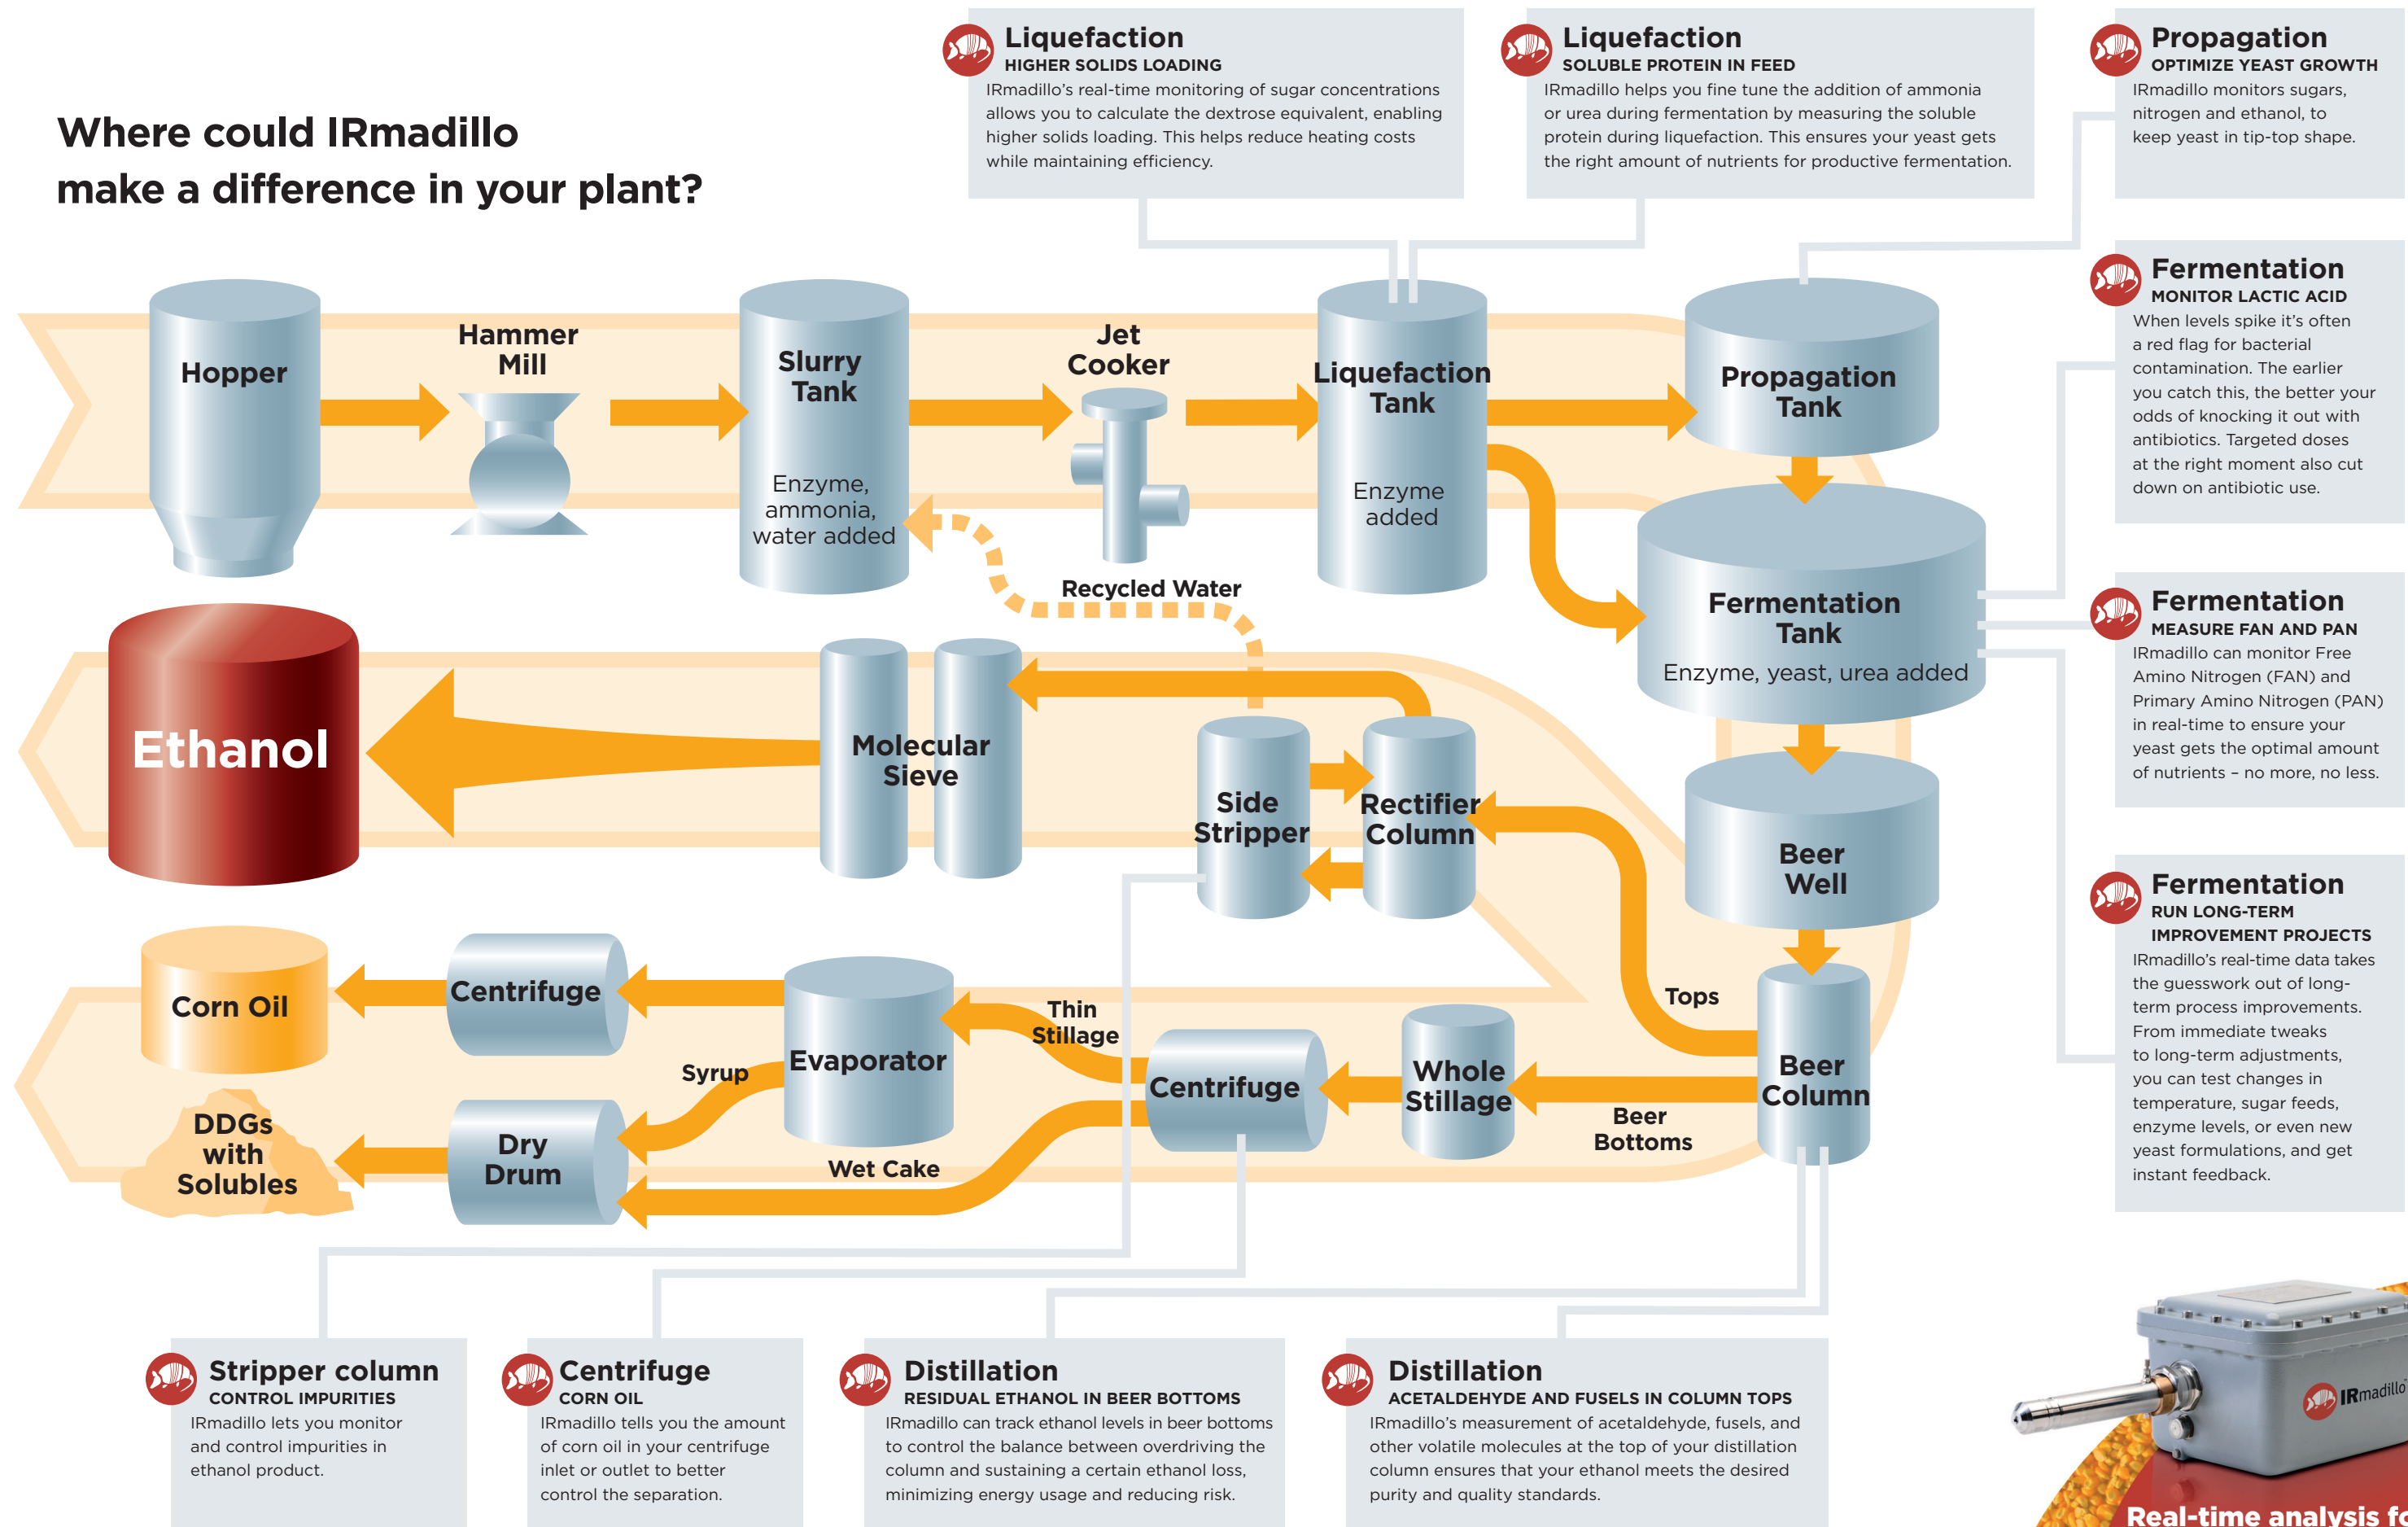 Where could IRmadillo
make a difference in your plant?
Liquefaction
HIGHER SOLIDS LOADING
IRmadillo’s real-time monitoring of sugar concentrations
allows you to calculate the dextrose equivalent, enabling
higher solids loading. This helps reduce heating costs
while maintaining efficiency.
Liquefaction
SOLUBLE PROTEIN IN FEED
IRmadillo helps you fine tune the addition of ammonia
or urea during fermentation by measuring the soluble
protein during liquefaction. This ensures your yeast gets
the right amount of nutrients for productive fermentation.
Propagation
OPTIMIZE YEAST GROWTH
IRmadillo monitors sugars,
nitrogen and ethanol, to
keep yeast in tip-top shape.
Fermentation
MONITOR LACTIC ACID
When levels spike it’s often
a red flag for bacterial
contamination. The earlier
you catch this, the better your
odds of knocking it out with
antibiotics. Targeted doses
at the right moment also cut
down on antibiotic use.
Fermentation
MEASURE FAN AND PAN
IRmadillo can monitor Free
Amino Nitrogen (FAN) and
Primary Amino Nitrogen (PAN)
in real-time to ensure your
yeast gets the optimal amount
of nutrients – no more, no less.
Fermentation
RUN LONG-TERM
IMPROVEMENT PROJECTS
IRmadillo’s real-time data takes
the guesswork out of long-
term process improvements.
From immediate tweaks
to long-term adjustments,
you can test changes in
temperature, sugar feeds,
enzyme levels, or even new
yeast formulations, and get
instant feedback.
Hopper
Hammer
Mill
Slurry
Tank
Enzyme,
ammonia,
water added
Jet
Cooker
Liquefaction
Tank
Enzyme
added
Propagation
Tank
Recycled Water
Fermentation
Tank
Enzyme, yeast, urea added
Ethanol
Molecular
Sieve
Side
Stripper
Rectifier
Column
Beer
Well
Corn Oil
Centrifuge
Evaporator
Thin
Stillage
Tops
Syrup
Centrifuge
Whole
Stillage
Beer
Column
Beer
Bottoms
DDGs
with
Solubles
Dry
Drum
Wet Cake
Stripper column
CONTROL IMPURITIES
IRmadillo lets you monitor
and control impurities in
ethanol product.
Centrifuge
CORN OIL
IRmadillo tells you the amount
of corn oil in your centrifuge
inlet or outlet to better
control the separation.
Distillation
RESIDUAL ETHANOL IN BEER BOTTOMS
IRmadillo can track ethanol levels in beer bottoms
to control the balance between overdriving the
column and sustaining a certain ethanol loss,
minimizing energy usage and reducing risk.
Distillation
ACETALDEHYDE AND FUSELS IN COLUMN TOPS
IRmadillo’s measurement of acetaldehyde, fusels, and
other volatile molecules at the top of your distillation
column ensures that your ethanol meets the desired
purity and quality standards.
IRmadillo
Real-time analysis